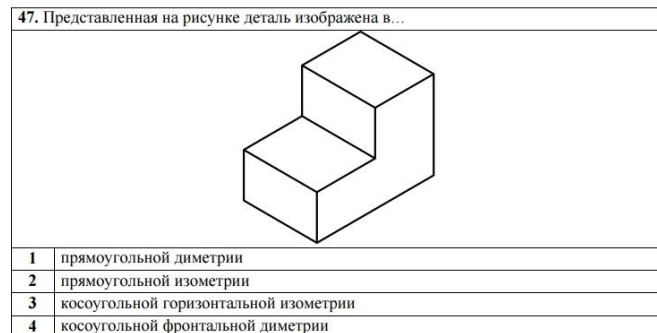 47. Представленная на рисунке деталь изображена в…
1 прямоугольной диметрии
2 прямоугольной изометрии
3 косоугольной горизонтальной изометрии
4 косоугольной фронтальной диметрии